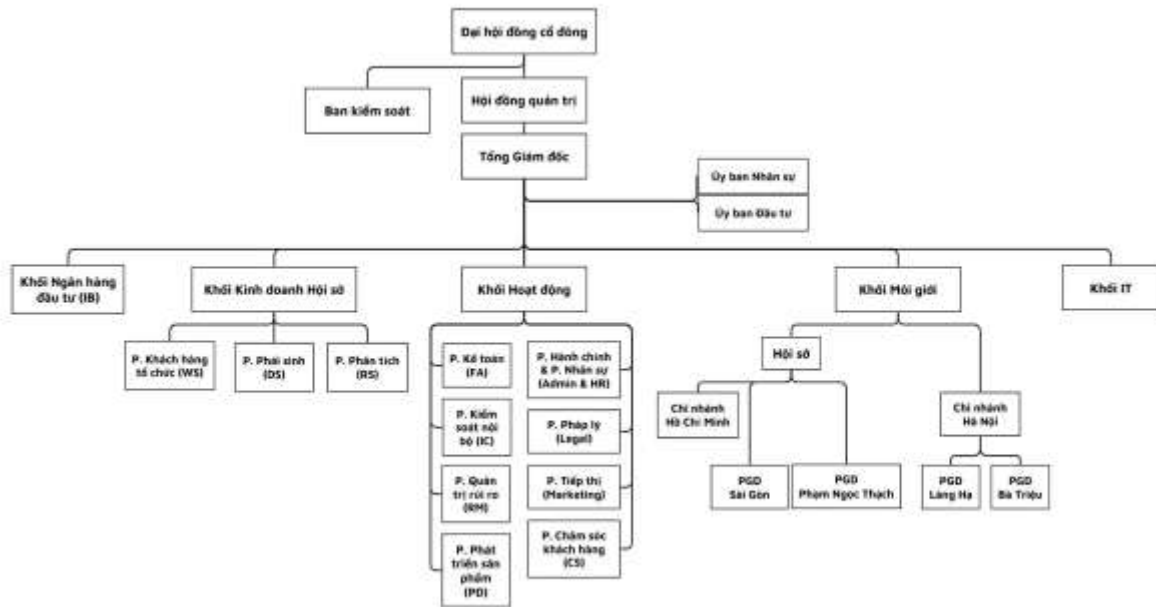 Đại hội đồng cổ đông
Ban kiểm soát
Hội đồng quản trị
Tổng Giám đốc
Ủy ban Nhân sự
Ủy ban Đầu tư
Khối Ngân hàng
đầu tư (IB)
Khối Kinh doanh Hội sở
Khối Hoạt động
Khối Môi giới
Khối IT
P. Khách hàng
tổ chức (WS)
P. Phái sinh
(DS)
P. Phân tích
(RS)
P. Kế toán
(FA)
P. Kiểm
soát nội
bộ (IC)
P. Quản
trị rủi ro
(RM)
P. Phát
triển sản
phẩm
(PD)
P. Hành chính
& P. Nhân sự
(Admin & HR)
P. Pháp lý
(Legal)
P. Tiếp thị
(Marketing)
P. Chăm sóc
khách hàng
(CS)
Hội sở
Chi nhánh
Hồ Chí Minh
PGD
Sài Gòn
PGD
Phạm Ngọc Thạch
Chi nhánh
Hà Nội
PGD
Láng Hạ
PGD
Bà Triệu